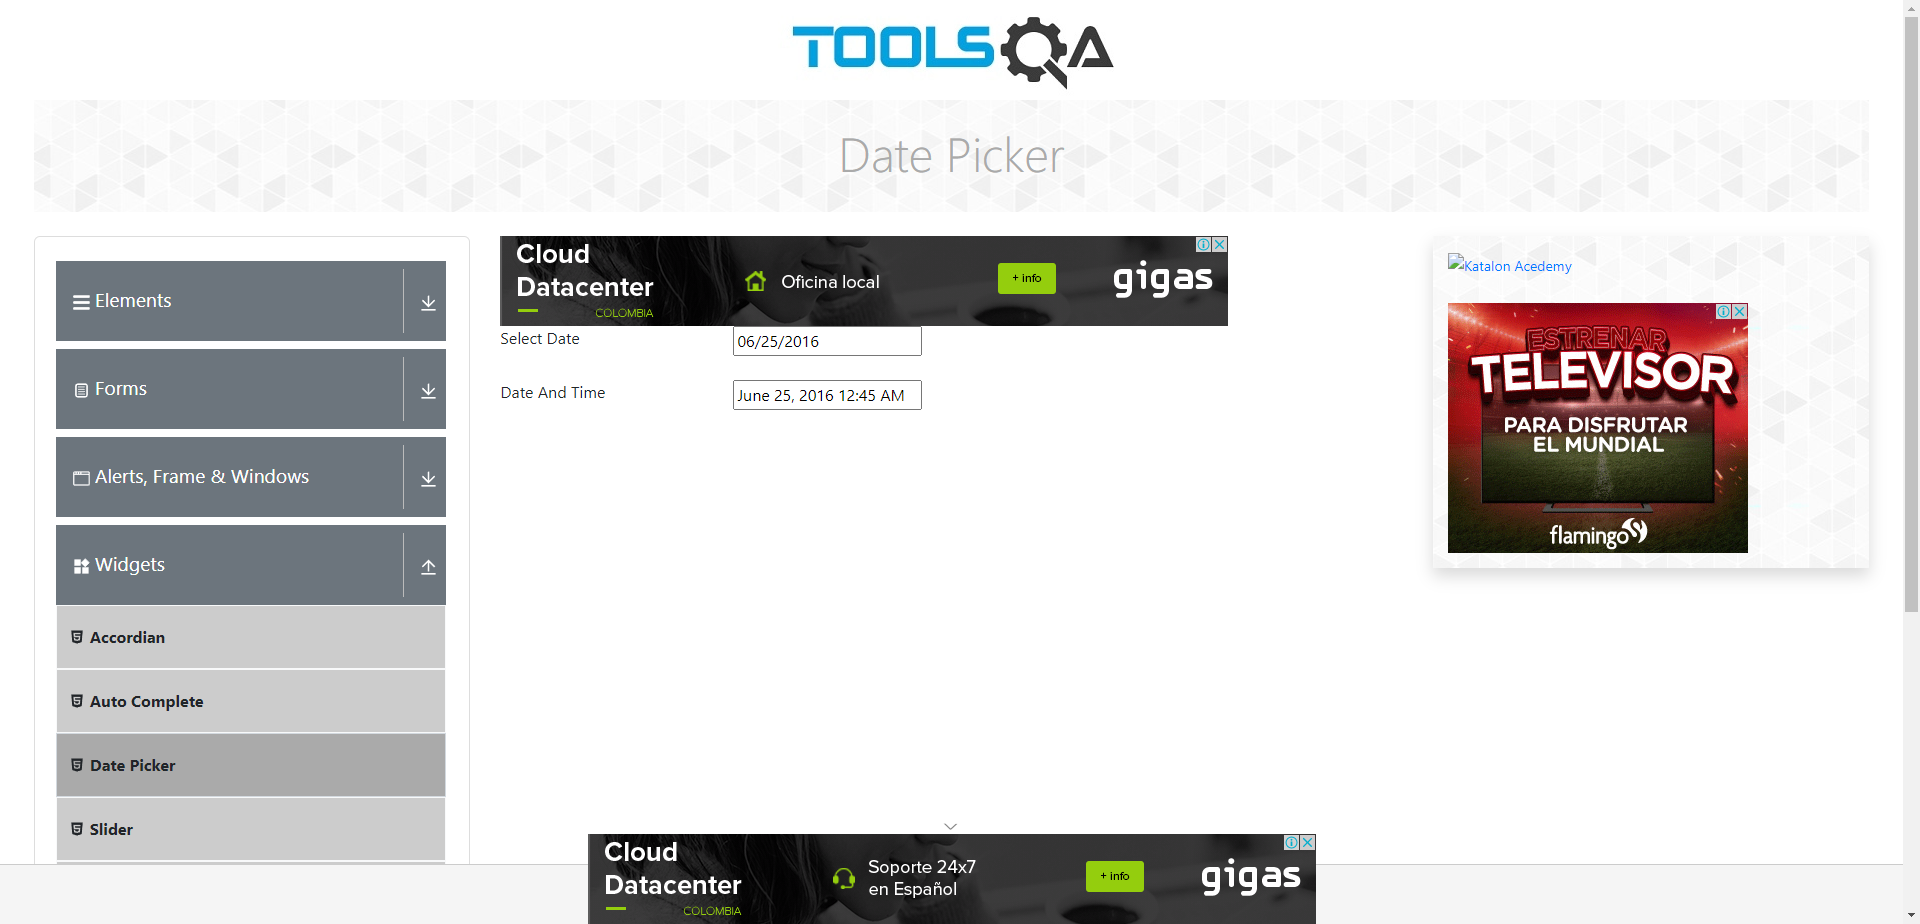 TOOLSQA
Date Picker
Elements
Forms
Alerts, Frame & Windows
Widgets
Accordian
Auto Complete
Date Picker
Slider
Cloud
Datacenter
COLOMBIA
Oficina local
+ info
gigas
Select Date
06/25/2016
Date And Time
June 25, 2016 12:45 AM
Katalon Acedemy
ESTRENAR
TELEVISOR
PARA DISFRUTAR
EL MUNDIAL
flamingo
Cloud
Datacenter
COLOMBIA
Soporte 24x7
en Español
+ info
gigas